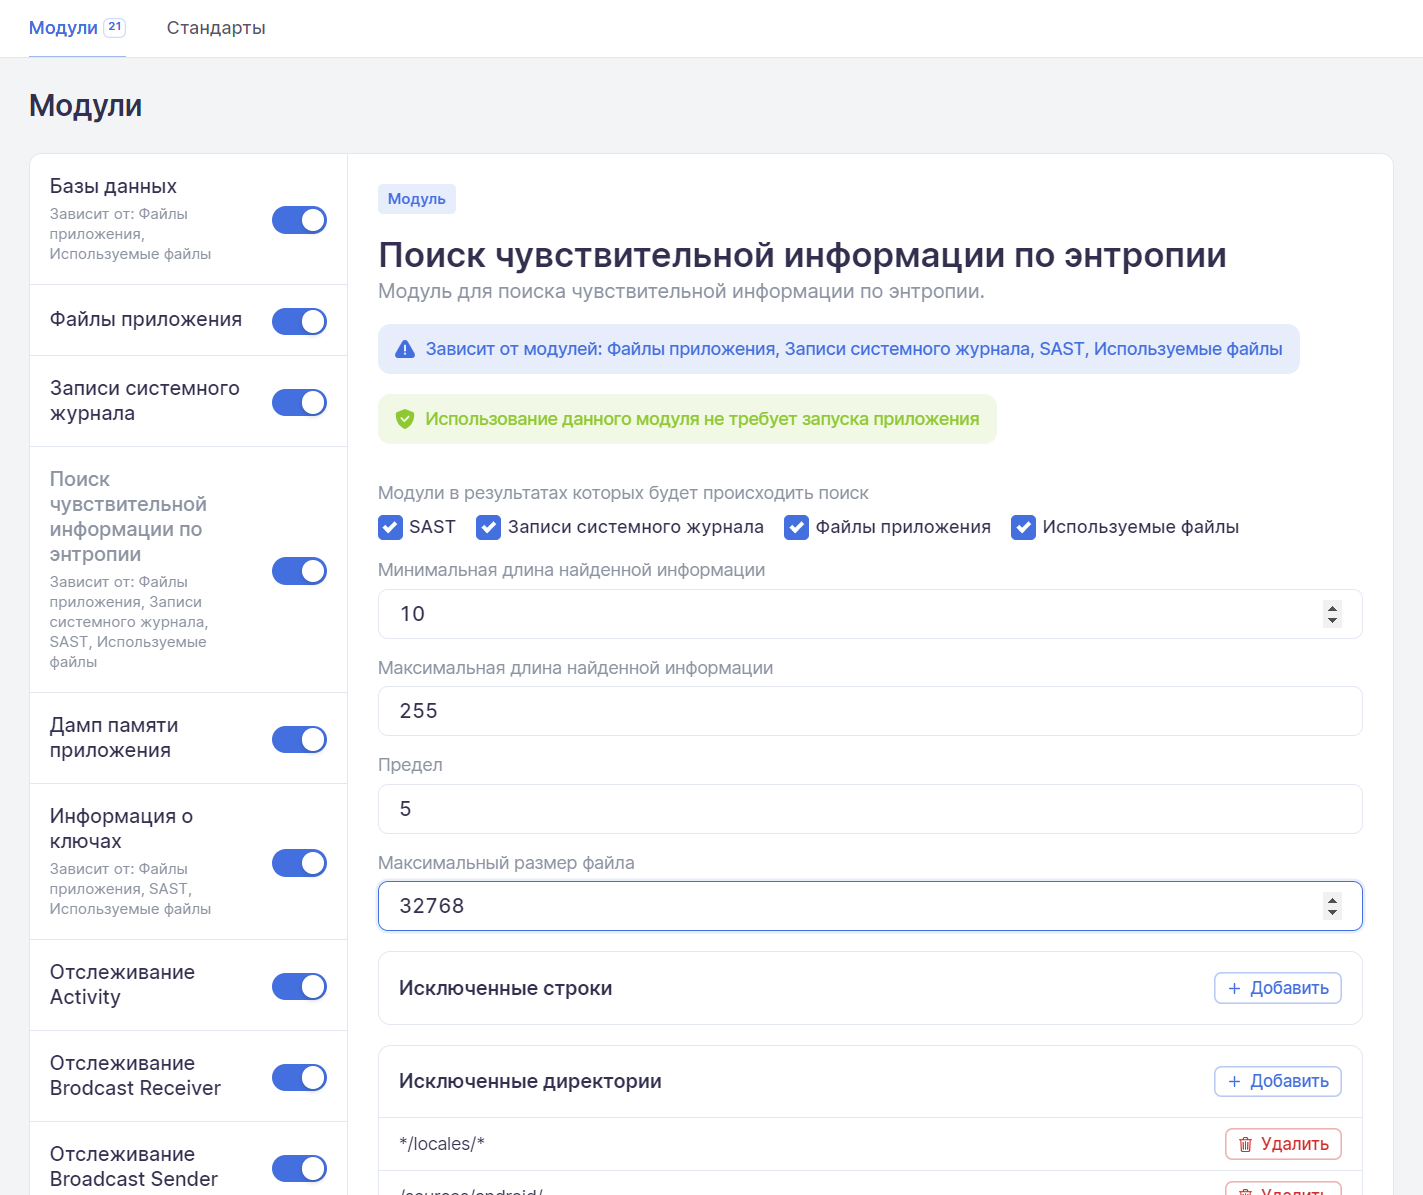 Модули 21
Стандарты
Модули
Базы данных
Зависит от: Файлы
приложения,
Используемые файлы
Файлы приложения
Записи системного
журнала
Поиск
чувствительной
информации по
энтропии
Зависит от: Файлы
приложения, Записи
системного журнала,
SAST, Используемые
файлы
Дамп памяти
приложения
Информация о
ключах
Зависит от: Файлы
приложения, SAST,
Используемые файлы
Отслеживание
Activity
Отслеживание
Brodcast Receiver
Отслеживание
Broadcast Sender
Модуль
Поиск чувствительной информации по энтропии
Модуль для поиска чувствительной информации по энтропии.
Зависит от модулей: Файлы приложения, Записи системного журнала, SAST, Используемые файлы
Использование данного модуля не требует запуска приложения
Модули в результатах которых будет происходить поиск
SAST Записи системного журнала Файлы приложения Используемые файлы
Минимальная длина найденной информации
10
Максимальная длина найденной информации
255
Предел
5
Максимальный размер файла
32768
Исключенные строки
+ Добавить
Исключенные директории
+ Добавить
*/locales/*
Удалить
/sources/android/
Удалить